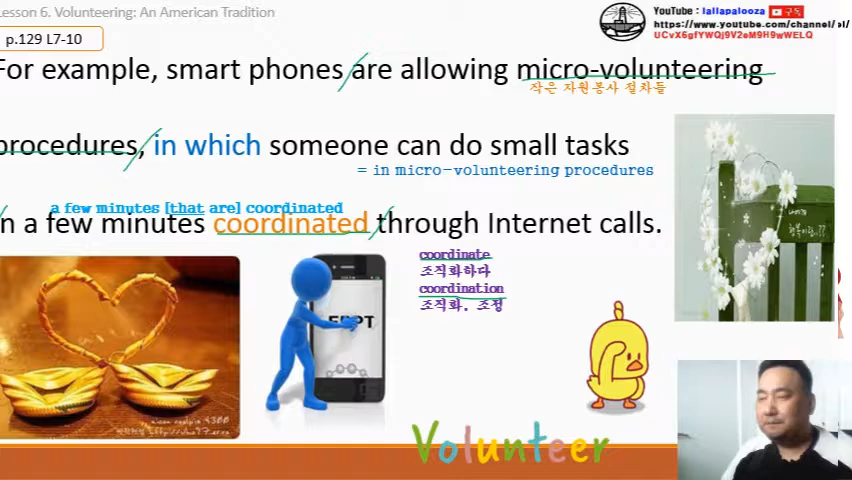 Lesson 6. Volunteering: An American Tradition
YouTube : lallapalooza 구독
https://www.youtube.com/channel/
UCvX6gfYWQj9V2eM9H9wWELQ
p.129 L7-10
For example, smart phones are allowing micro-volunteering
작은 자원봉사 절차들
procedures, in which someone can do small tasks
= in micro-volunteering procedures
a few minutes [that are] coordinated
in a few minutes coordinated through Internet calls.
coordinate
조직화하다
coordination
조직화, 조정
Volunteer